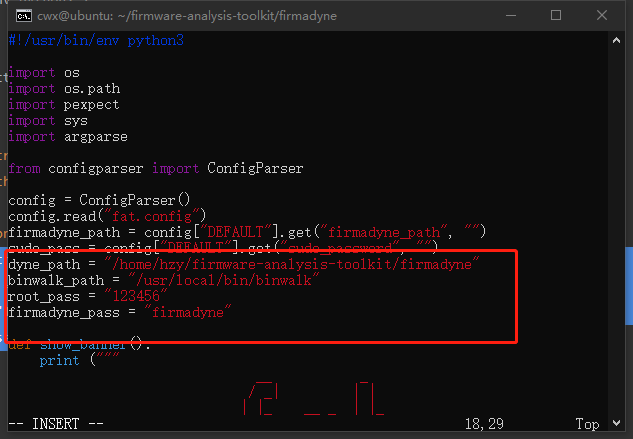 cwx@ubuntu: ~/firmware-analysis-toolkit/firmadyne
#!/usr/bin/env python3
import os
import os.path
import pexpect
import sys
import argparse
from configparser import ConfigParser
config = ConfigParser()
config.read("fat.config")
firmadyne_path = config["DEFAULT"].get("firmadyne_path", "")
sudo_pass = config["DEFAULT"].get("sudo_password", "")
dyne_path = "/home/hzy/firmware-analysis-toolkit/firmadyne"
binwalk_path = "/usr/local/bin/binwalk"
root_pass = "123456"
firmadyne_pass = "firmadyne"
def show_banner():
print ("""
-- INSERT --
18,29
Top